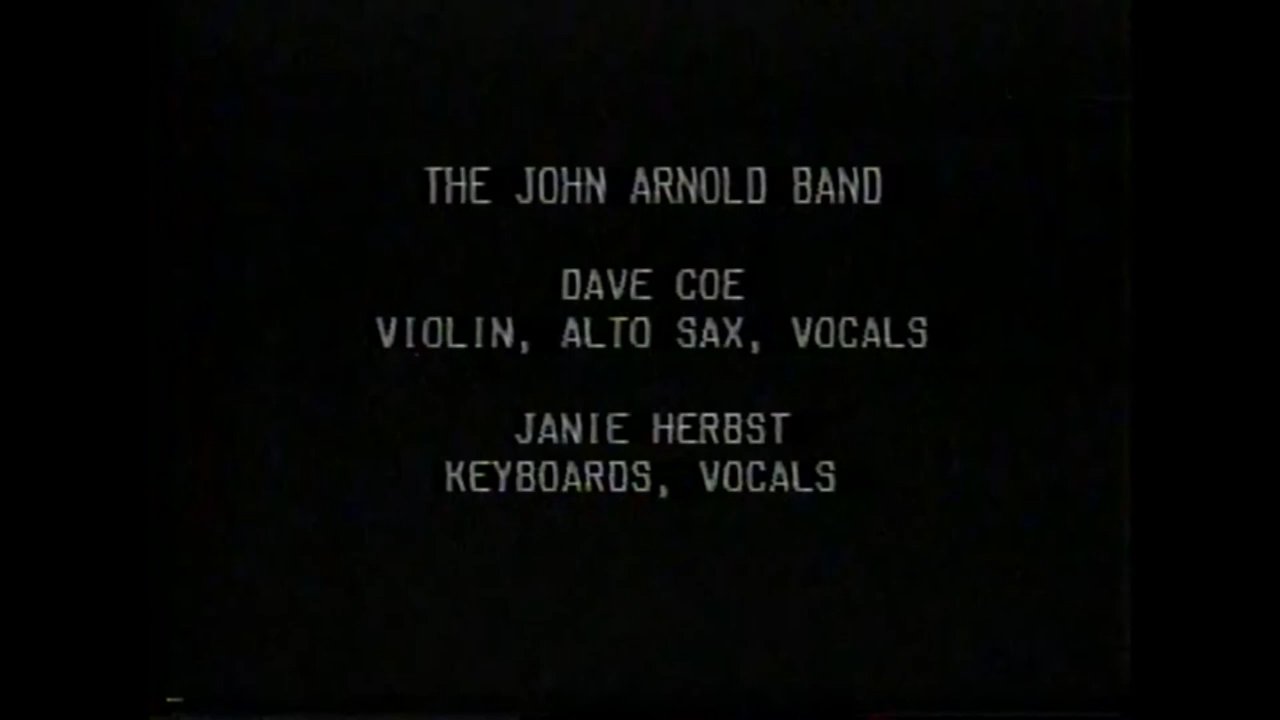 THE JOHN ARNOLD BAND
DAVE COE
VIOLIN, ALTO SAX, VOCALS
JANIE HERBST
KEYBOARDS, VOCALS